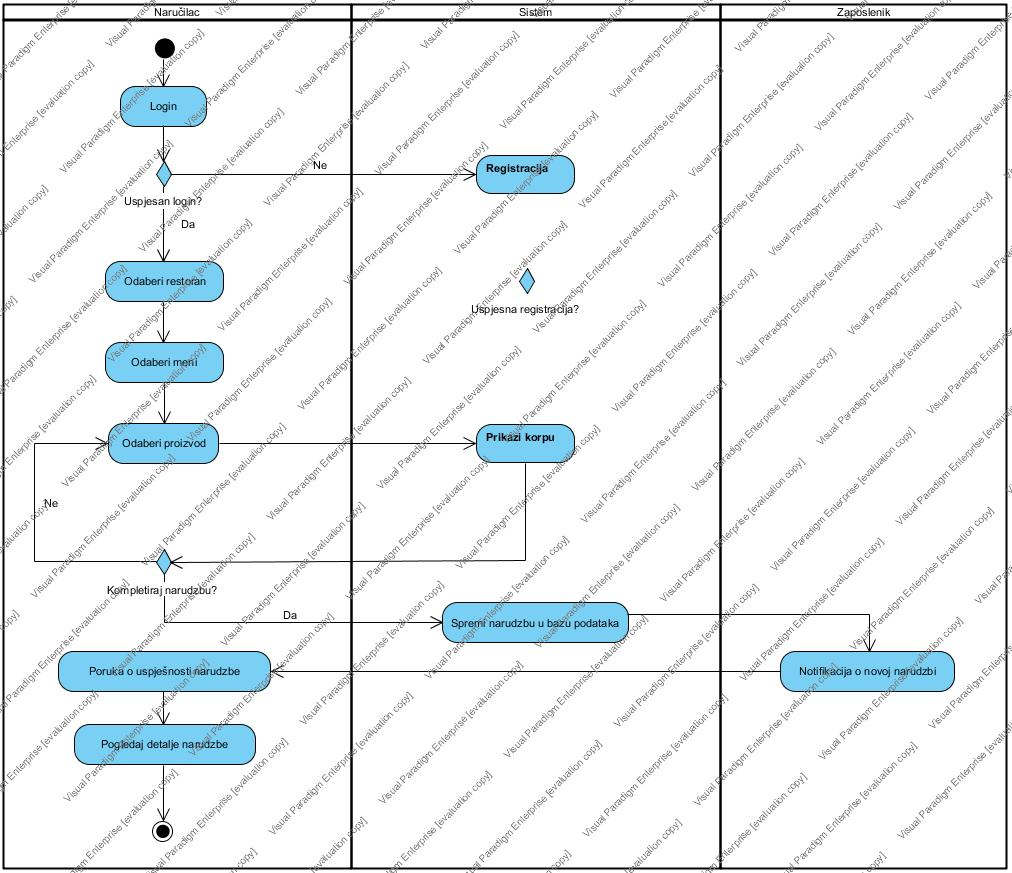 Naručilac
Sistem
Zaposlenik
Login
Ne
Registracija
Uspjesan login?
Da
Odaberi restoran
Uspjesna registracija?
Odaberi meni
Odaberi proizvod
Prikazi korpu
Ne
Kompletiraj narudzbu?
Da
Spremi narudzbu u bazu podataka
Poruka o uspješnosti narudzbe
Notifikacija o novoj narudzbi
Pogledaj detalje narudzbe
Visual Paradigm Enterprise [evaluation copy]